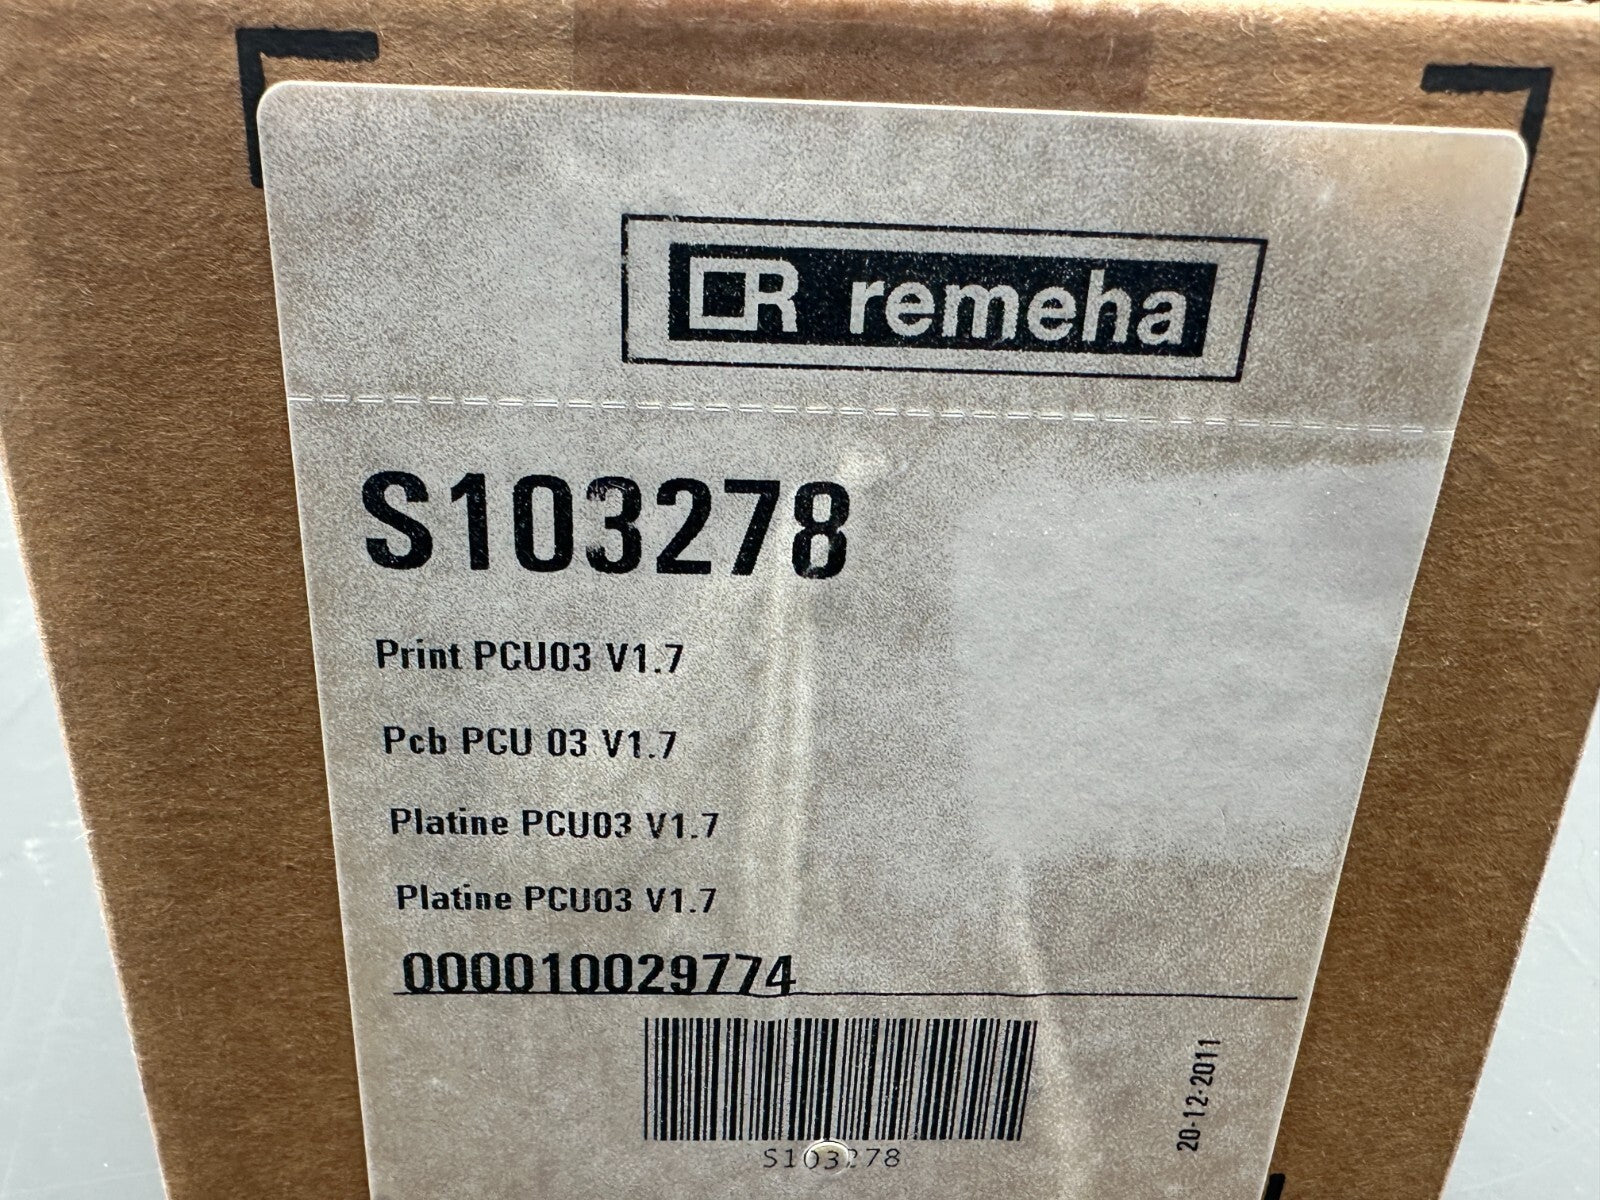 R remeha
S103278
Print PCU03 V1.7
Pcb PCU 03 V1.7
Platine PCU03 V1.7
Platine PCU03 V1.7
000010029774
20-12-2011
S103278